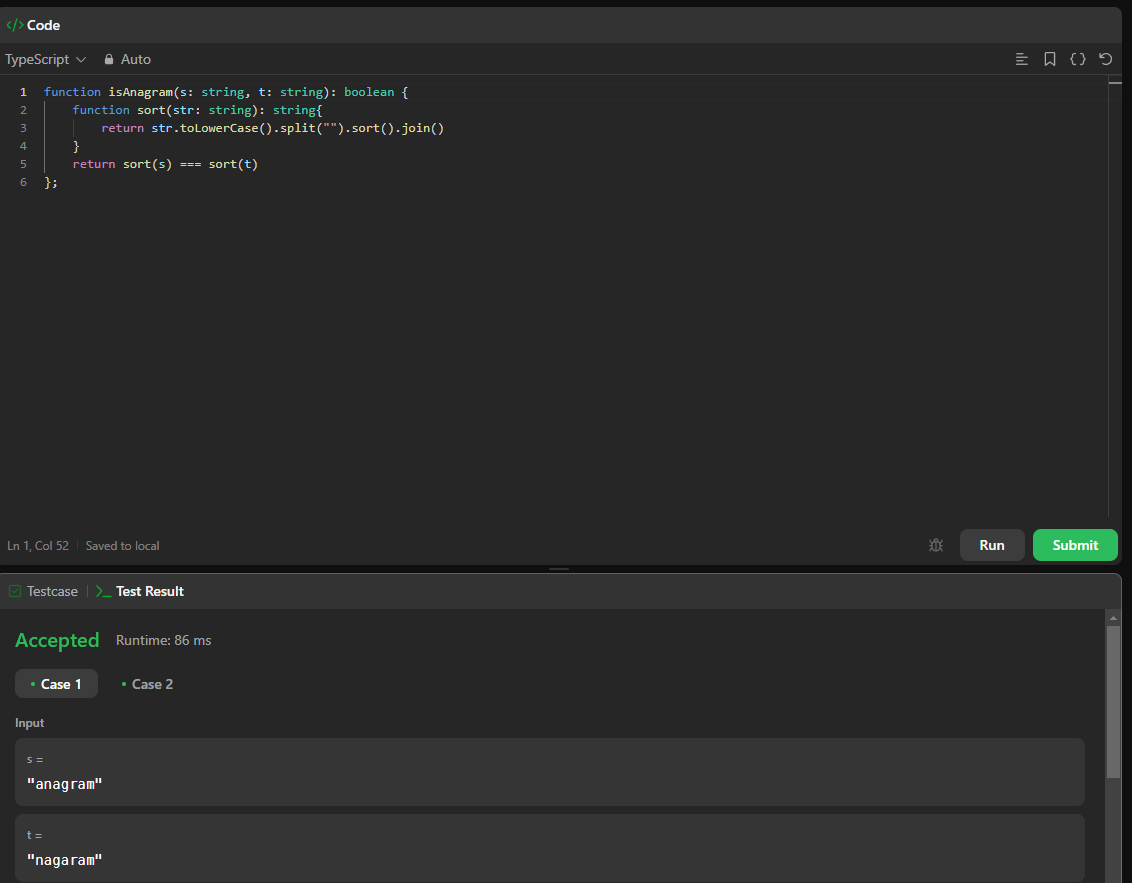 </> Code
TypeScript Auto
1 function isAnagram(s: string, t: string): boolean {
2 function sort(str: string): string{
3 return str.toLowerCase().split("").sort().join()
4 }
5 return sort(s) === sort(t)
6 };
Ln 1, Col 52 Saved to local
Run Submit
Testcase >_ Test Result
Accepted Runtime: 86 ms
Case 1 Case 2
Input
s =
"anagram"
t =
"nagaram"